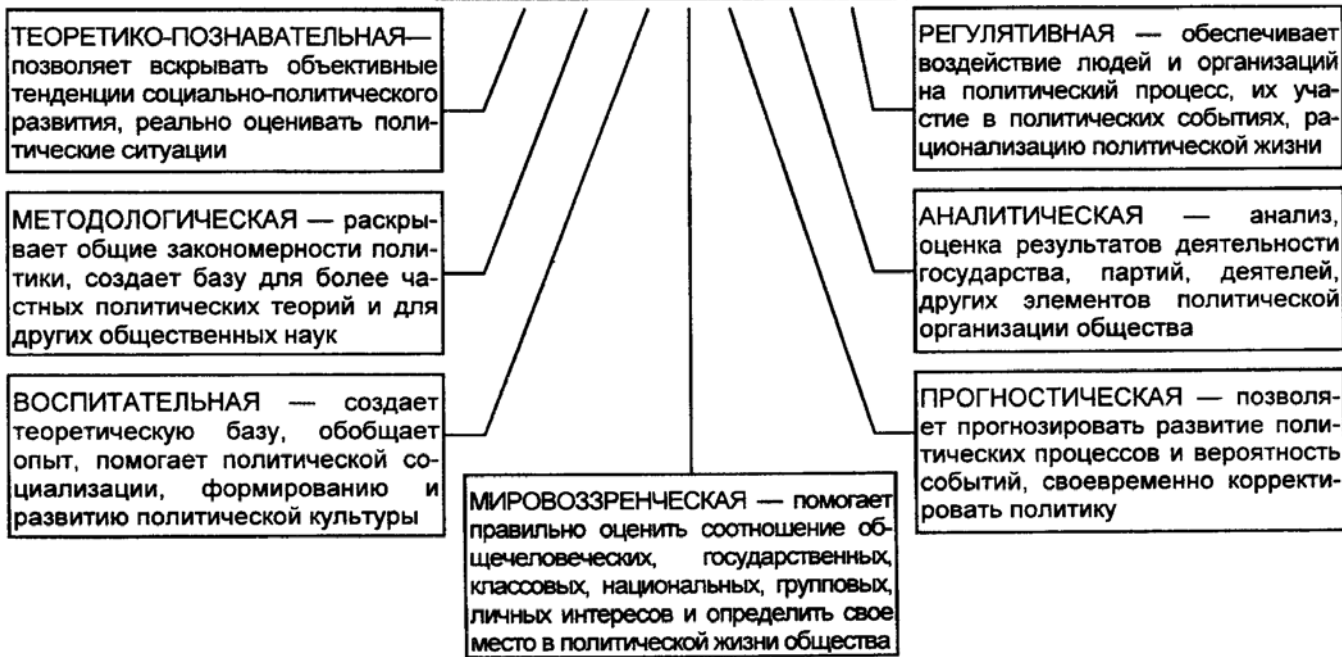 ТЕОРЕТИКО-ПОЗНАВАТЕЛЬНАЯ—
позволяет вскрывать объективные
тенденции социально-политического
развития, реально оценивать поли-
тические ситуации
МЕТОДОЛОГИЧЕСКАЯ — раскры-
вает общие закономерности поли-
тики, создает базу для более ча-
стных политических теорий и для
других общественных наук
ВОСПИТАТЕЛЬНАЯ — создает
теоретическую базу, обобщает
опыт, помогает политической со-
циализации, формированию и
развитию политической культуры
МИРОВОЗЗРЕНЧЕСКАЯ — помогает
правильно оценить соотношение об-
щечеловеческих, государственных,
классовых, национальных, групповых,
личных интересов и определить свое
место в политической жизни общества
РЕГУЛЯТИВНАЯ — обеспечивает
воздействие людей и организаций
на политический процесс, их уча-
стие в политических событиях, ра-
ционализацию политической жизни
АНАЛИТИЧЕСКАЯ — анализ,
оценка результатов деятельности
государства, партий, деятелей,
других элементов политической
организации общества
ПРОГНОСТИЧЕСКАЯ — позволя-
ет прогнозировать развитие поли-
тических процессов и вероятность
событий, своевременно корректи-
ровать политику